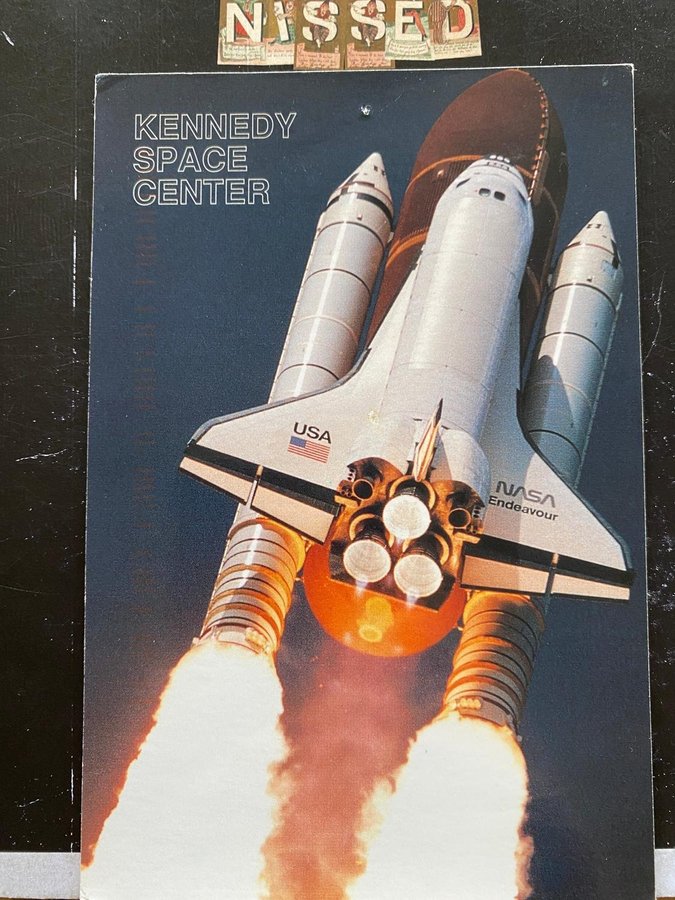 NISSED
KENNEDY
SPACE
CENTER
USA
NASA
Endeavour